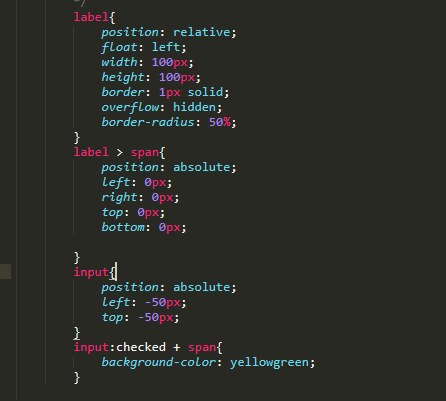 */
label{
position: relative;
float: left;
width: 100px;
height: 100px;
border: 1px solid;
overflow: hidden;
border-radius: 50%;
}
label > span{
position: absolute;
left: 0px;
right: 0px;
top: 0px;
bottom: 0px;
}
input{
position: absolute;
left: -50px;
top: -50px;
}
input:checked + span{
background-color: yellowgreen;
}